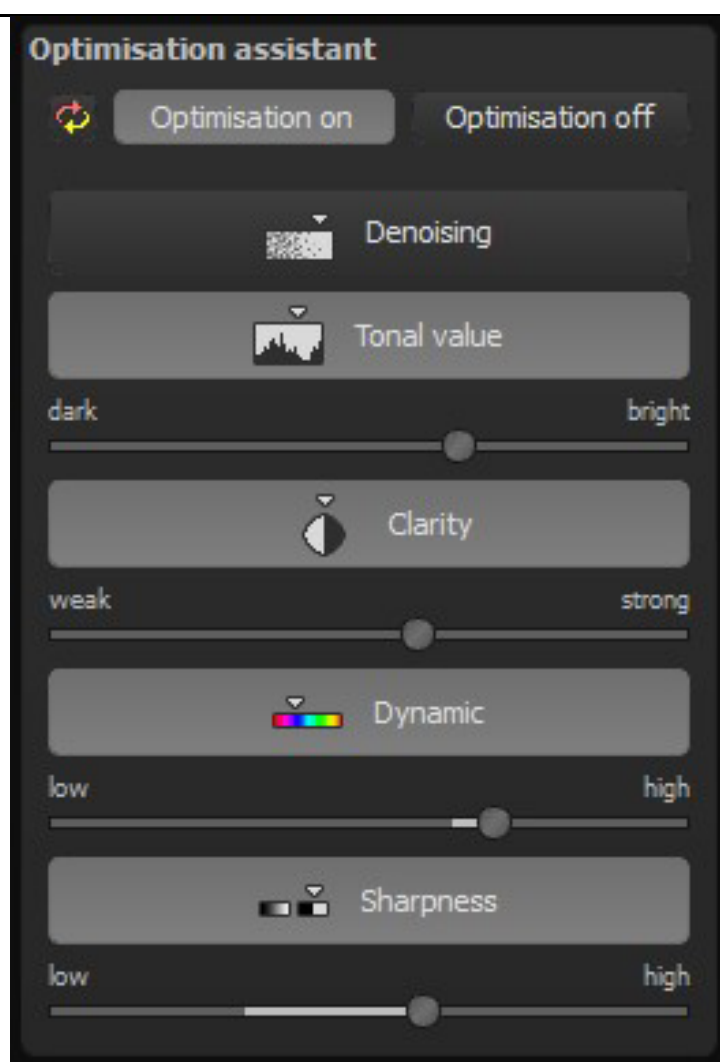 Optimisation assistant
Optimisation on Optimisation off
Denoising
Tonal value
dark bright
Clarity
weak strong
Dynamic
low high
Sharpness
low high